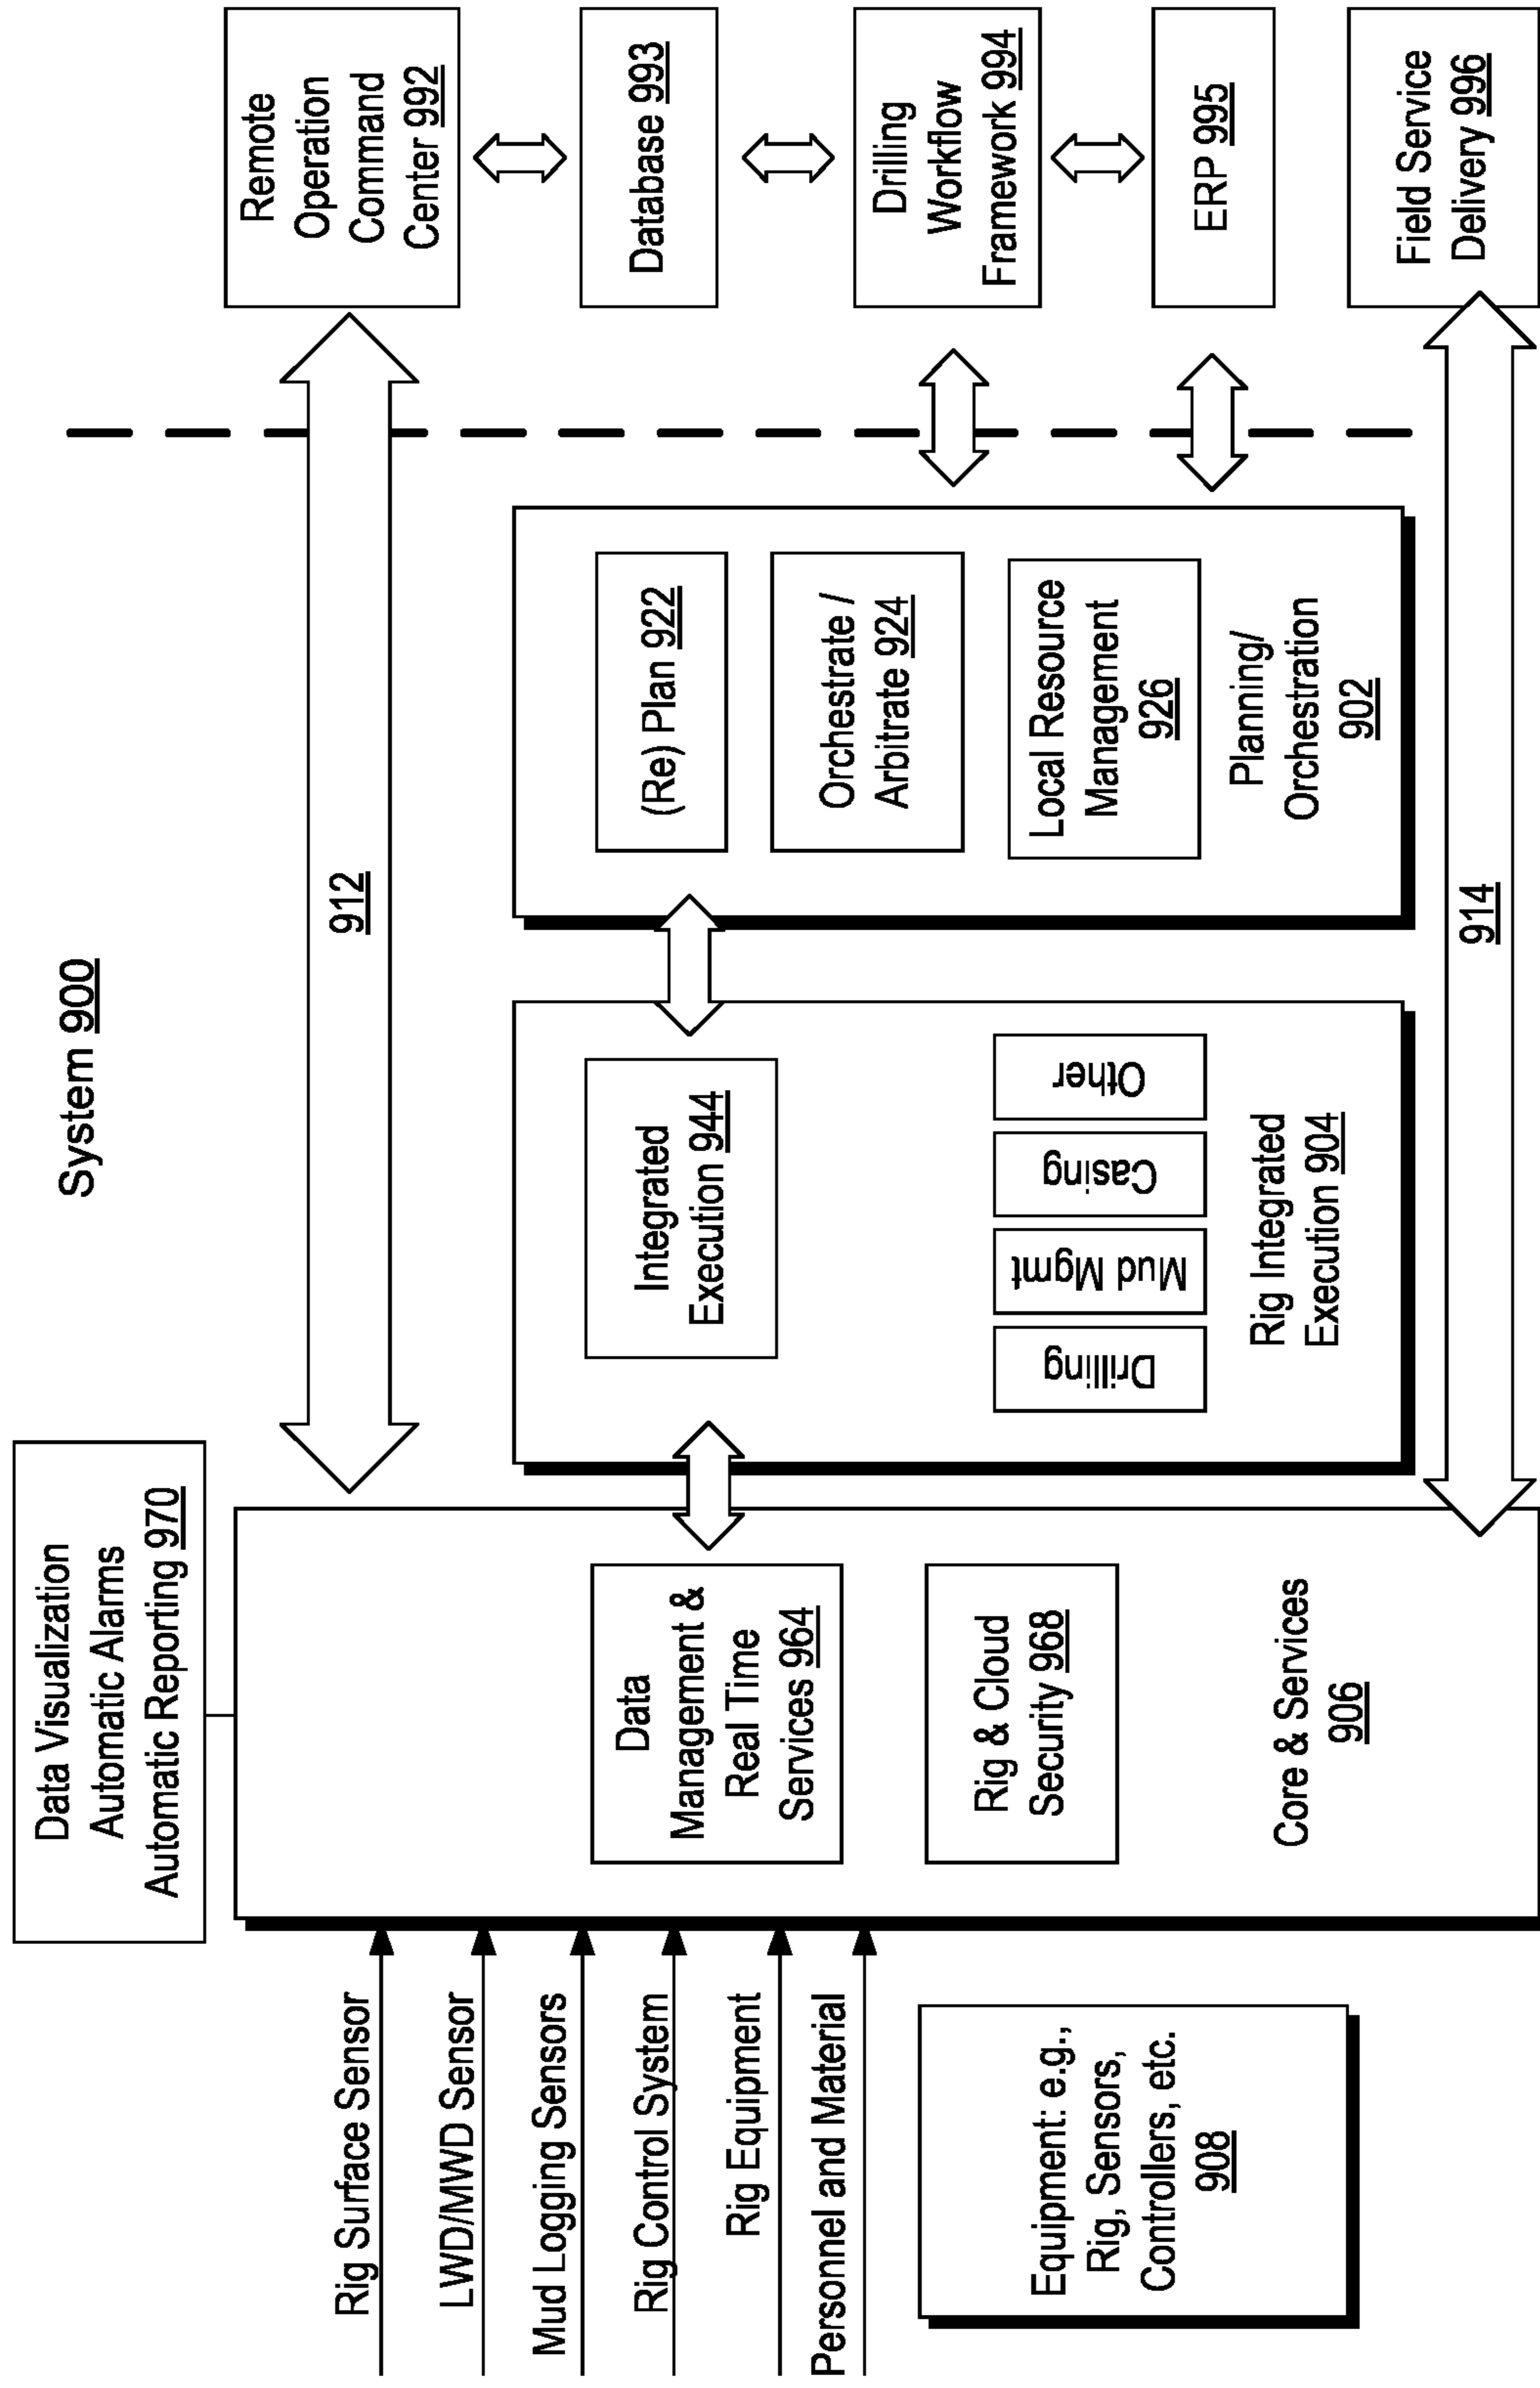 System 900
Data Visualization
Automatic Alarms
Automatic Reporting 970
Rig Surface Sensor
LWD/MWD Sensor
Mud Logging Sensors
Rig Control System
Rig Equipment
Personnel and Material
Equipment: e.g.,
Rig, Sensors,
Controllers, etc.
908
Data
Management &
Real Time
Services 964
Rig & Cloud
Security 968
Core & Services
906
912
Integrated
Execution 944
Drilling
Mud Mgmt
Casing
Other
Rig Integrated
Execution 904
(Re) Plan 922
Orchestrate /
Arbitrate 924
Local Resource
Management
926
Planning/
Orchestration
902
914
Remote
Operation
Command
Center 992
Database 993
Drilling
Workflow
Framework 994
ERP 995
Field Service
Delivery 996